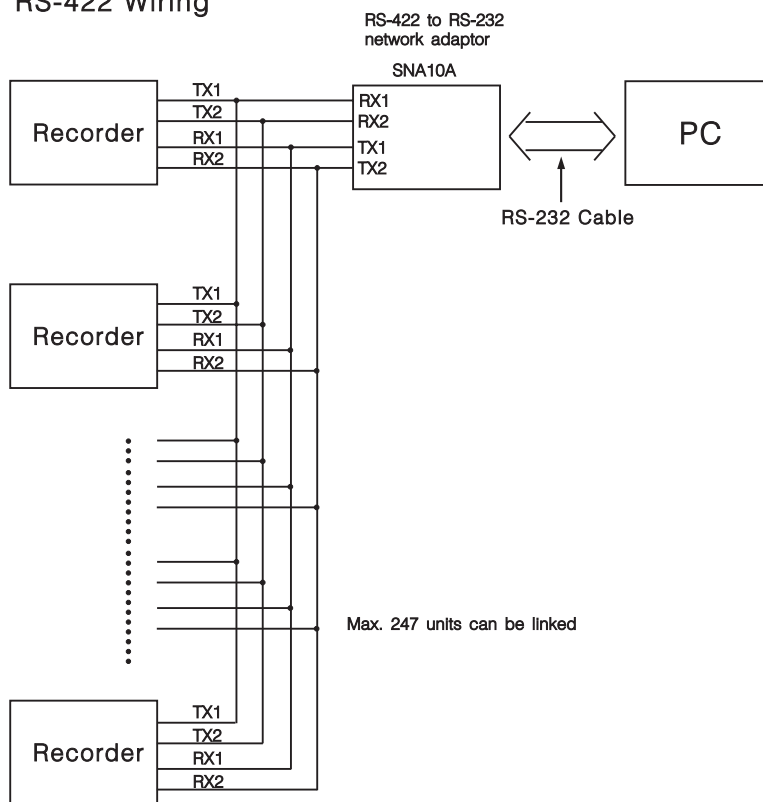 RS-422 Wiring
RS-422 to RS-232
network adaptor
SNA10A
Recorder
TX1
TX2
RX1
RX2
RX1
RX2
TX1
TX2
PC
RS-232 Cable
Recorder
TX1
TX2
RX1
RX2
Max. 247 units can be linked
Recorder
TX1
TX2
RX1
RX2